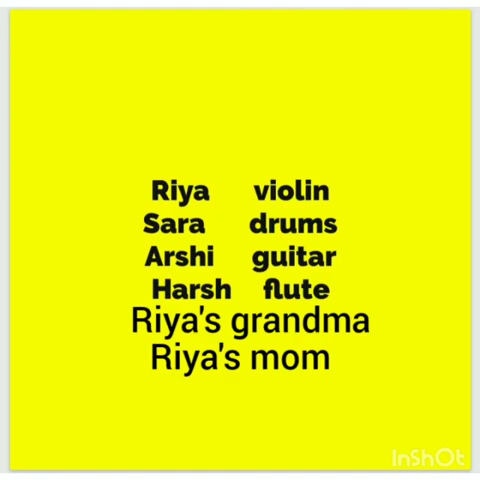 Riya violin
Sara drums
Arshi guitar
Harsh flute
Riya's grandma
Riya's mom
InShOt